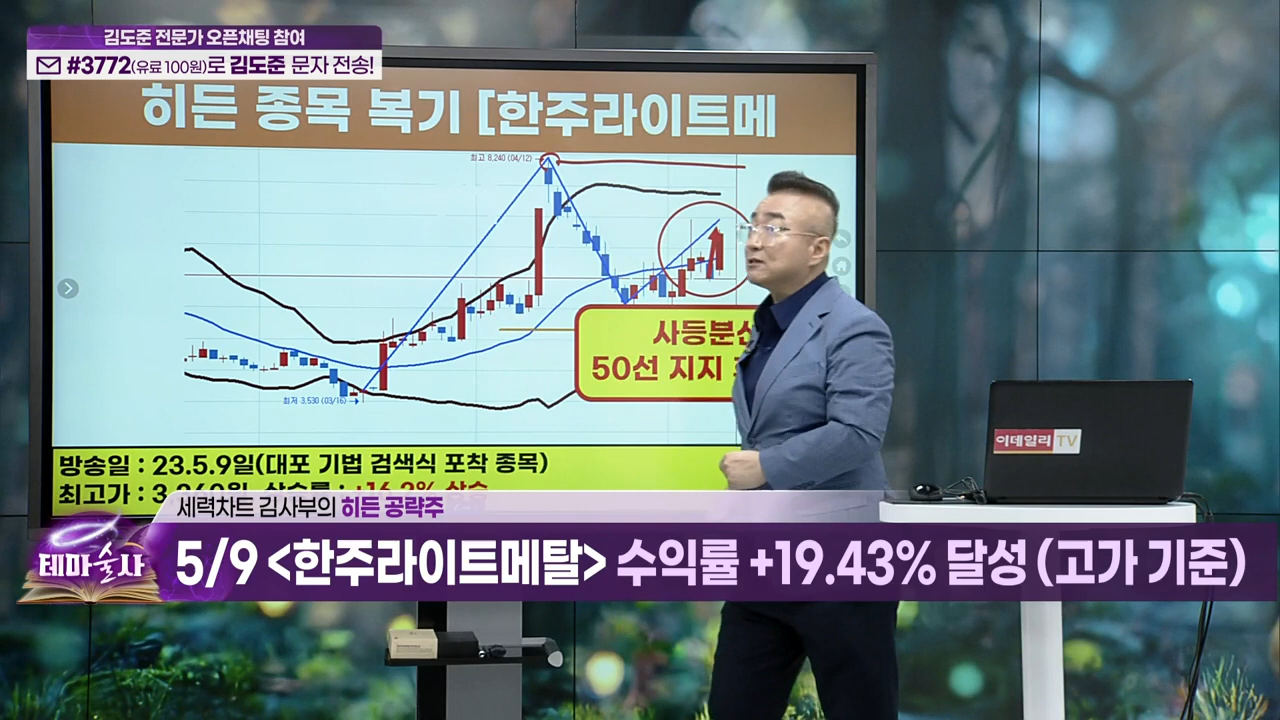 김도준 전문가 오픈채팅 참여
#3772(유료 100원)로 김도준 문자 전송!
히든 종목 복기 [한주라이트메
최고 8,240 (04/12)
사등분선
50선 지지
최저 3,530 (03/16)
방송일 : 23.5.9일(대포 기법 검색식 포착 종목)
최고가 :
이데일리 TV
세력차트 김사부의 히든 공략주
테마술사
5/9 <한주라이트메탈> 수익률 +19.43% 달성 (고가 기준)